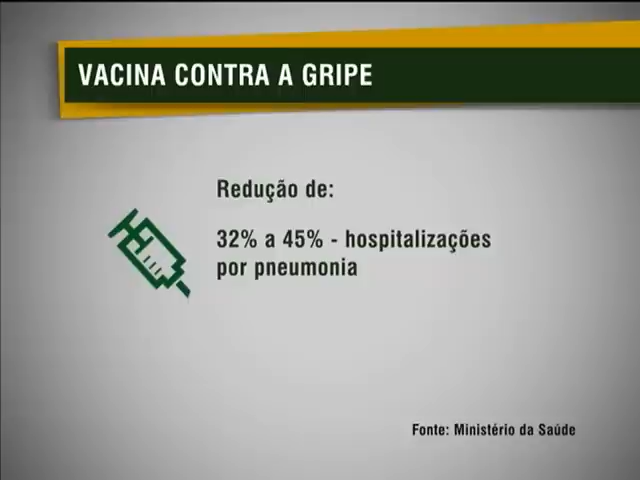 VACINA CONTRA A GRIPE
Redução de:
32% a 45% - hospitalizações
por pneumonia
Fonte: Ministério da Saúde